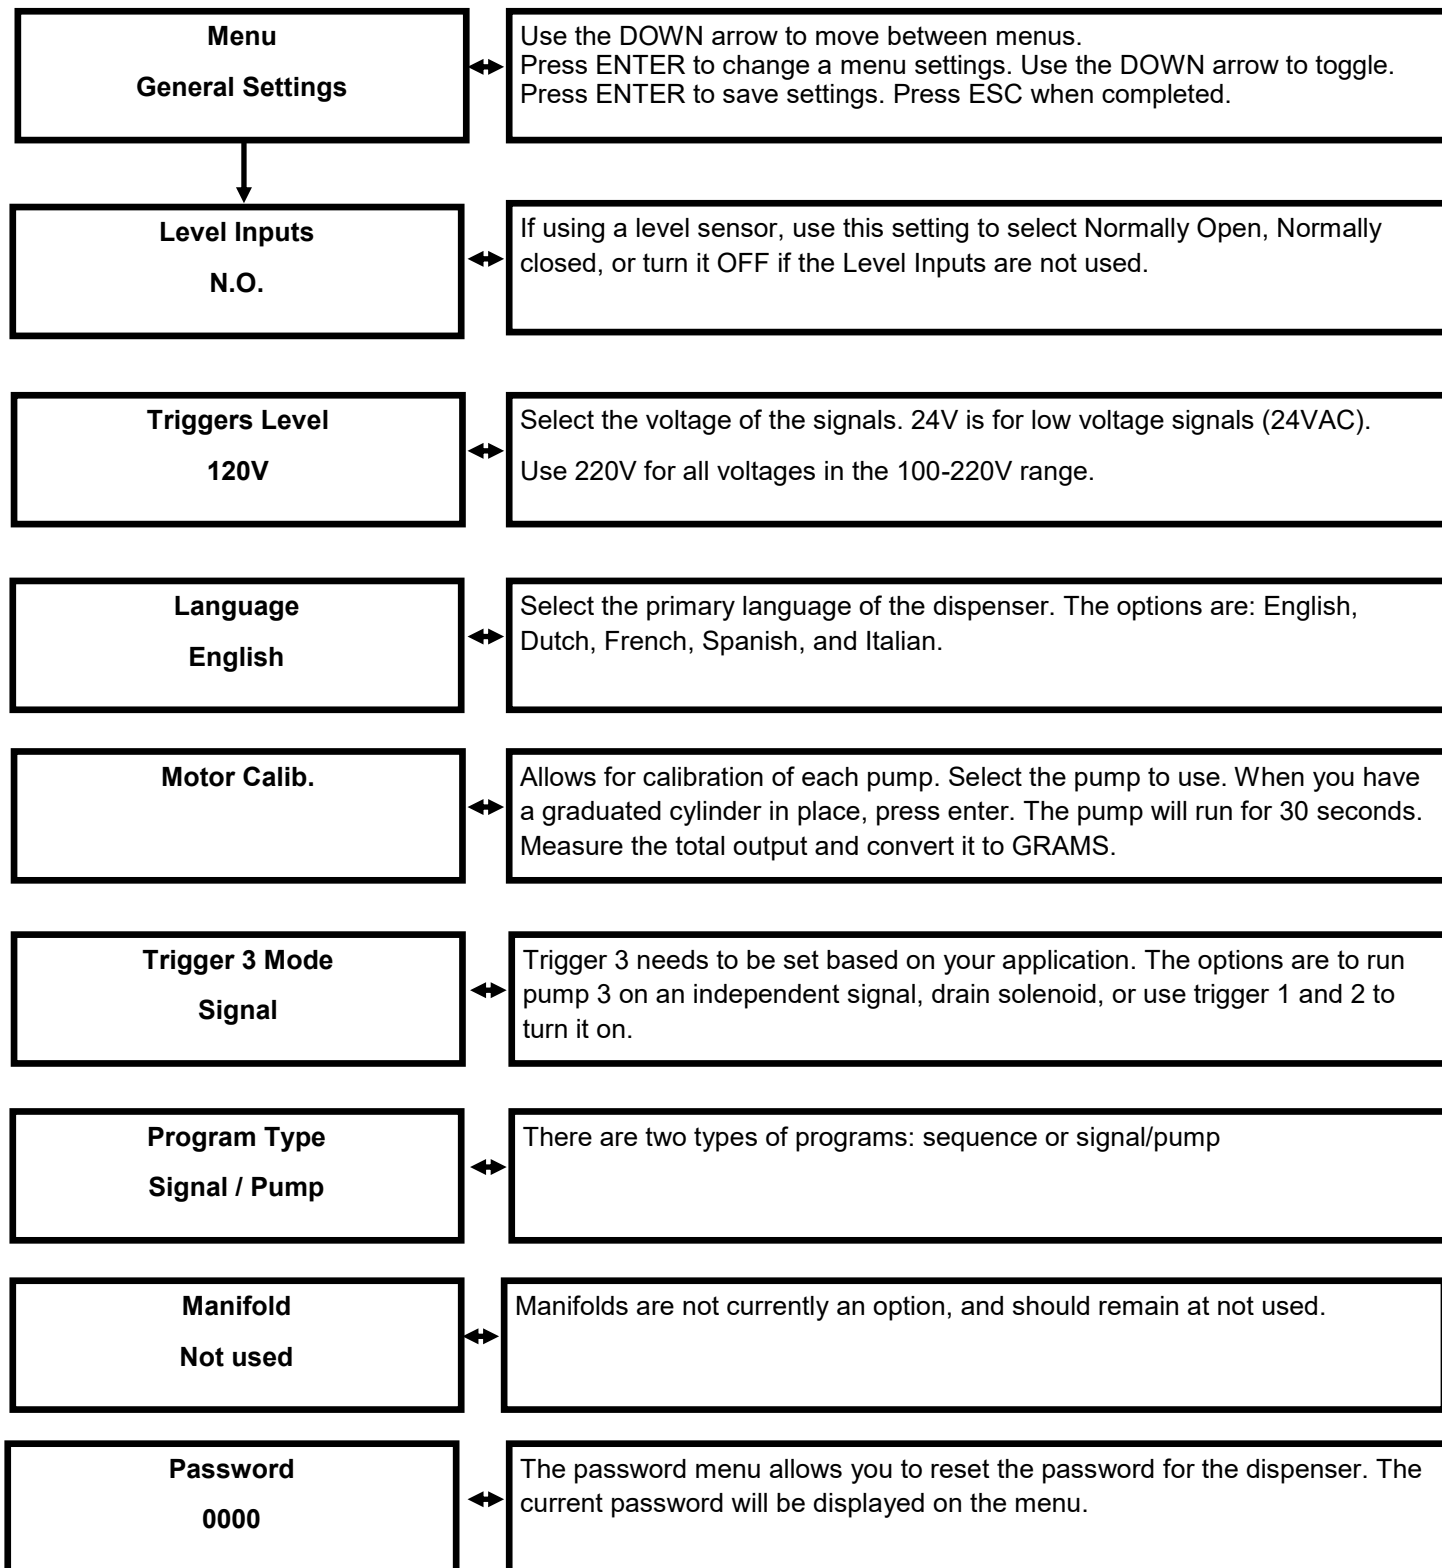 Menu
General Settings
Use the DOWN arrow to move between menus.
Press ENTER to change a menu settings. Use the DOWN arrow to toggle.
Press ENTER to save settings. Press ESC when completed.
Level Inputs
N.O.
If using a level sensor, use this setting to select Normally Open, Normally
closed, or turn it OFF if the Level Inputs are not used.
Triggers Level
120V
Select the voltage of the signals. 24V is for low voltage signals (24VAC).
Use 220V for all voltages in the 100-220V range.
Language
English
Select the primary language of the dispenser. The options are: English,
Dutch, French, Spanish, and Italian.
Motor Calib.
Allows for calibration of each pump. Select the pump to use. When you have
a graduated cylinder in place, press enter. The pump will run for 30 seconds.
Measure the total output and convert it to GRAMS.
Trigger 3 Mode
Signal
Trigger 3 needs to be set based on your application. The options are to run
pump 3 on an independent signal, drain solenoid, or use trigger 1 and 2 to
turn it on.
Program Type
Signal / Pump
There are two types of programs: sequence or signal/pump
Manifold
Not used
Manifolds are not currently an option, and should remain at not used.
Password
0000
The password menu allows you to reset the password for the dispenser. The
current password will be displayed on the menu.